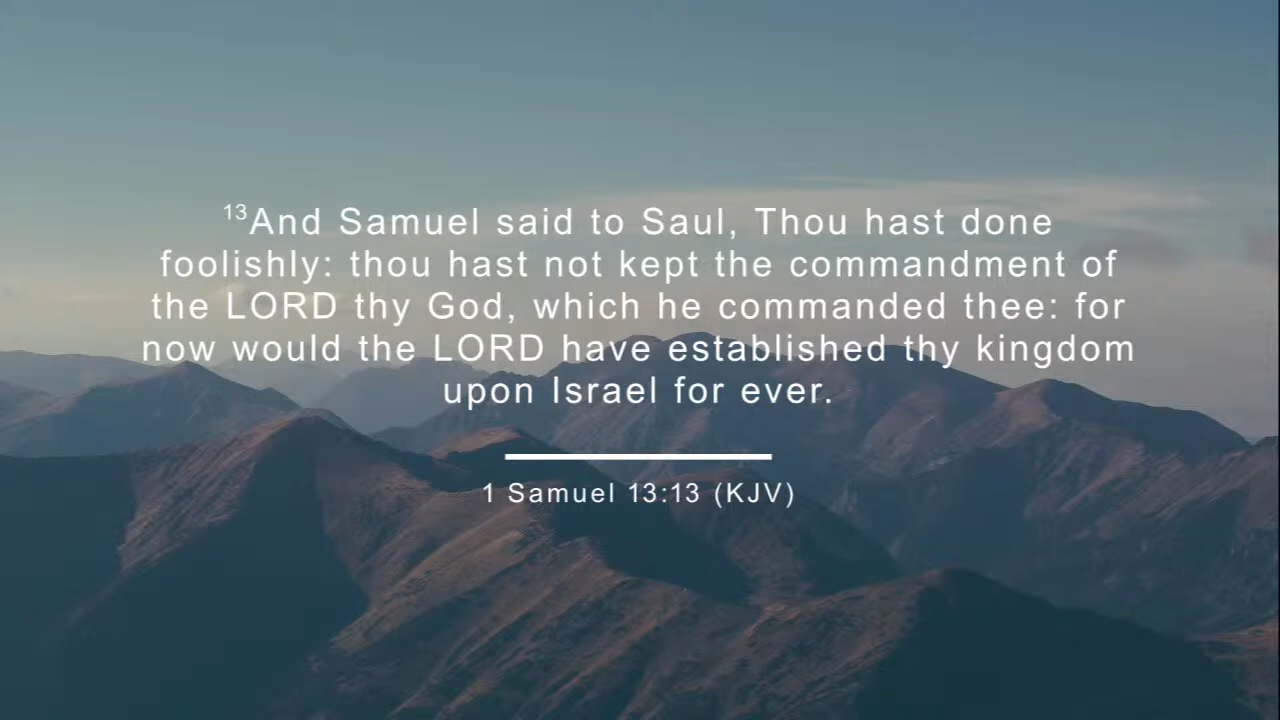 13And Samuel said to Saul, Thou hast done
foolishly: thou hast not kept the commandment of
the LORD thy God, which he commanded thee: for
now would the LORD have established thy kingdom
upon Israel for ever.
1 Samuel 13:13 (KJV)